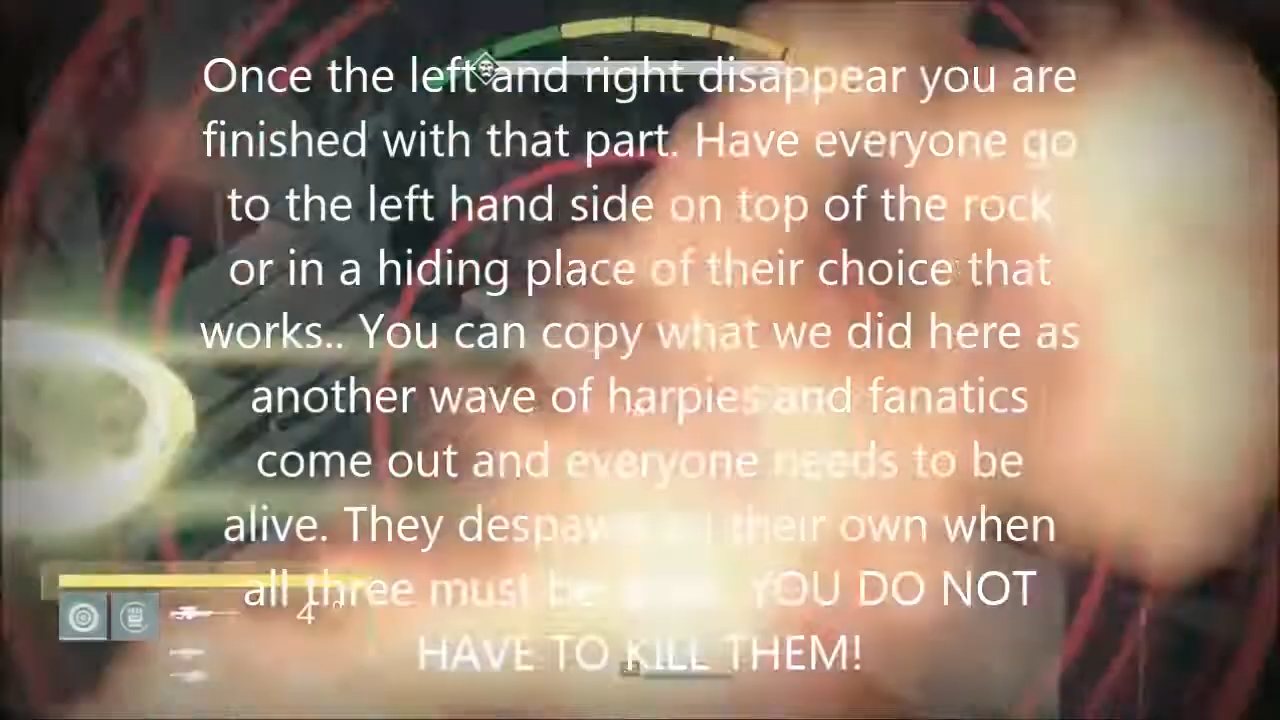 Once the left and right disappear you are
finished with that part. Have everyone go
to the left hand side on top of the rock
or in a hiding place of their choice that
works.. You can copy what we did here as
another wave of harpies and fanatics
come out and everyone needs to be
alive. They despawn on their own when
all three must be YOU DO NOT
4
HAVE TO KILL THEM!